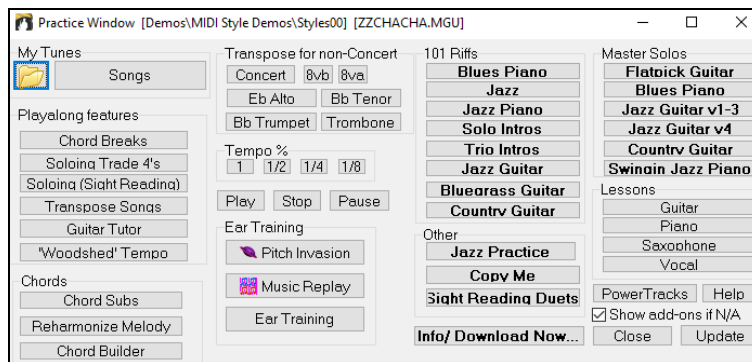 Practice Window [Demos\MIDI Style Demos\Styles00] [ZZCHACHA.MGU]
My Tunes
Songs
Playalong features
Chord Breaks
Soloing Trade 4's
Soloing (Sight Reading)
Transpose Songs
Guitar Tutor
'Woodshed' Tempo
Chords
Chord Subs
Reharmonize Melody
Chord Builder
Transpose for non-Concert
Concert 8vb 8va
Eb Alto Bb Tenor
Bb Trumpet Trombone
Tempo %
1 1/2 1/4 1/8
Play Stop Pause
Ear Training
Pitch Invasion
Music Replay
Ear Training
101 Riffs
Blues Piano
Jazz
Jazz Piano
Solo Intros
Trio Intros
Jazz Guitar
Bluegrass Guitar
Country Guitar
Other
Jazz Practice
Copy Me
Sight Reading Duets
Info/ Download Now...
Master Solos
Flatpick Guitar
Blues Piano
Jazz Guitar v1-3
Jazz Guitar v4
Country Guitar
Swingin Jazz Piano
Lessons
Guitar
Piano
Saxophone
Vocal
PowerTracks Help
Show add-ons if N/A
Close Update